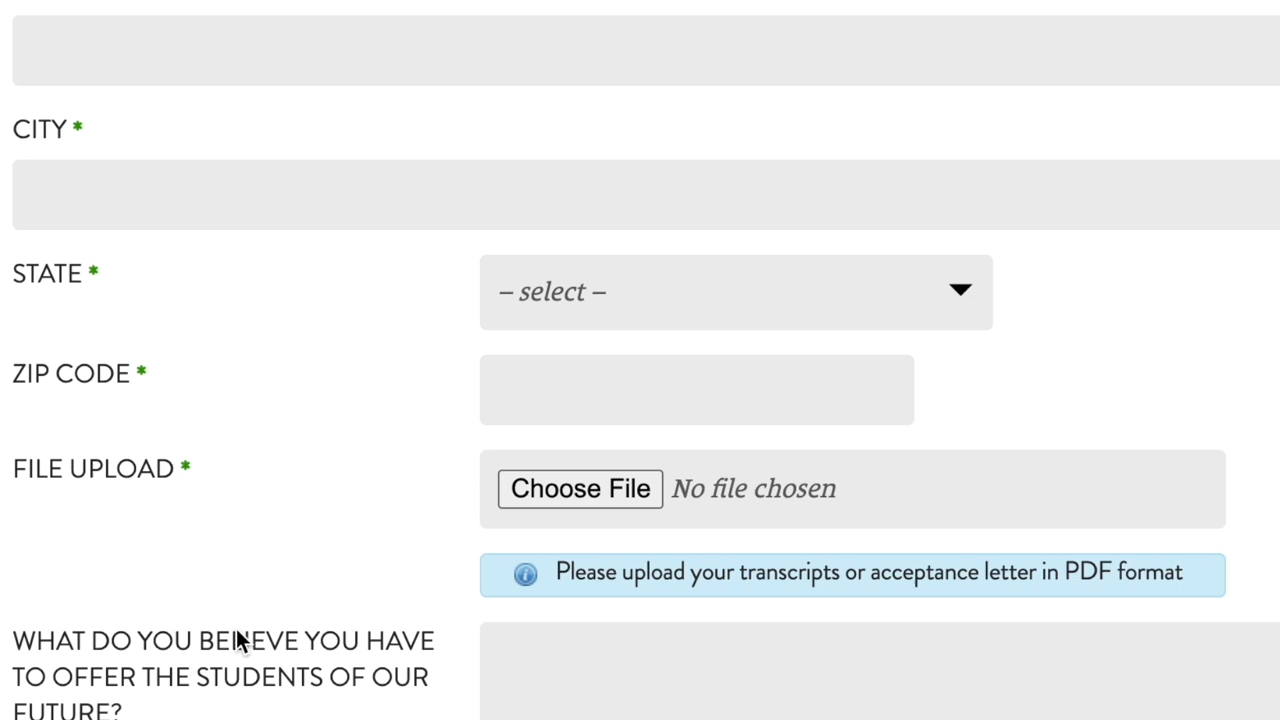 CITY *
STATE *
– select –
ZIP CODE *
FILE UPLOAD *
Choose File No file chosen
Please upload your transcripts or acceptance letter in PDF format
WHAT DO YOU BELIEVE YOU HAVE
TO OFFER THE STUDENTS OF OUR
FUTURE?